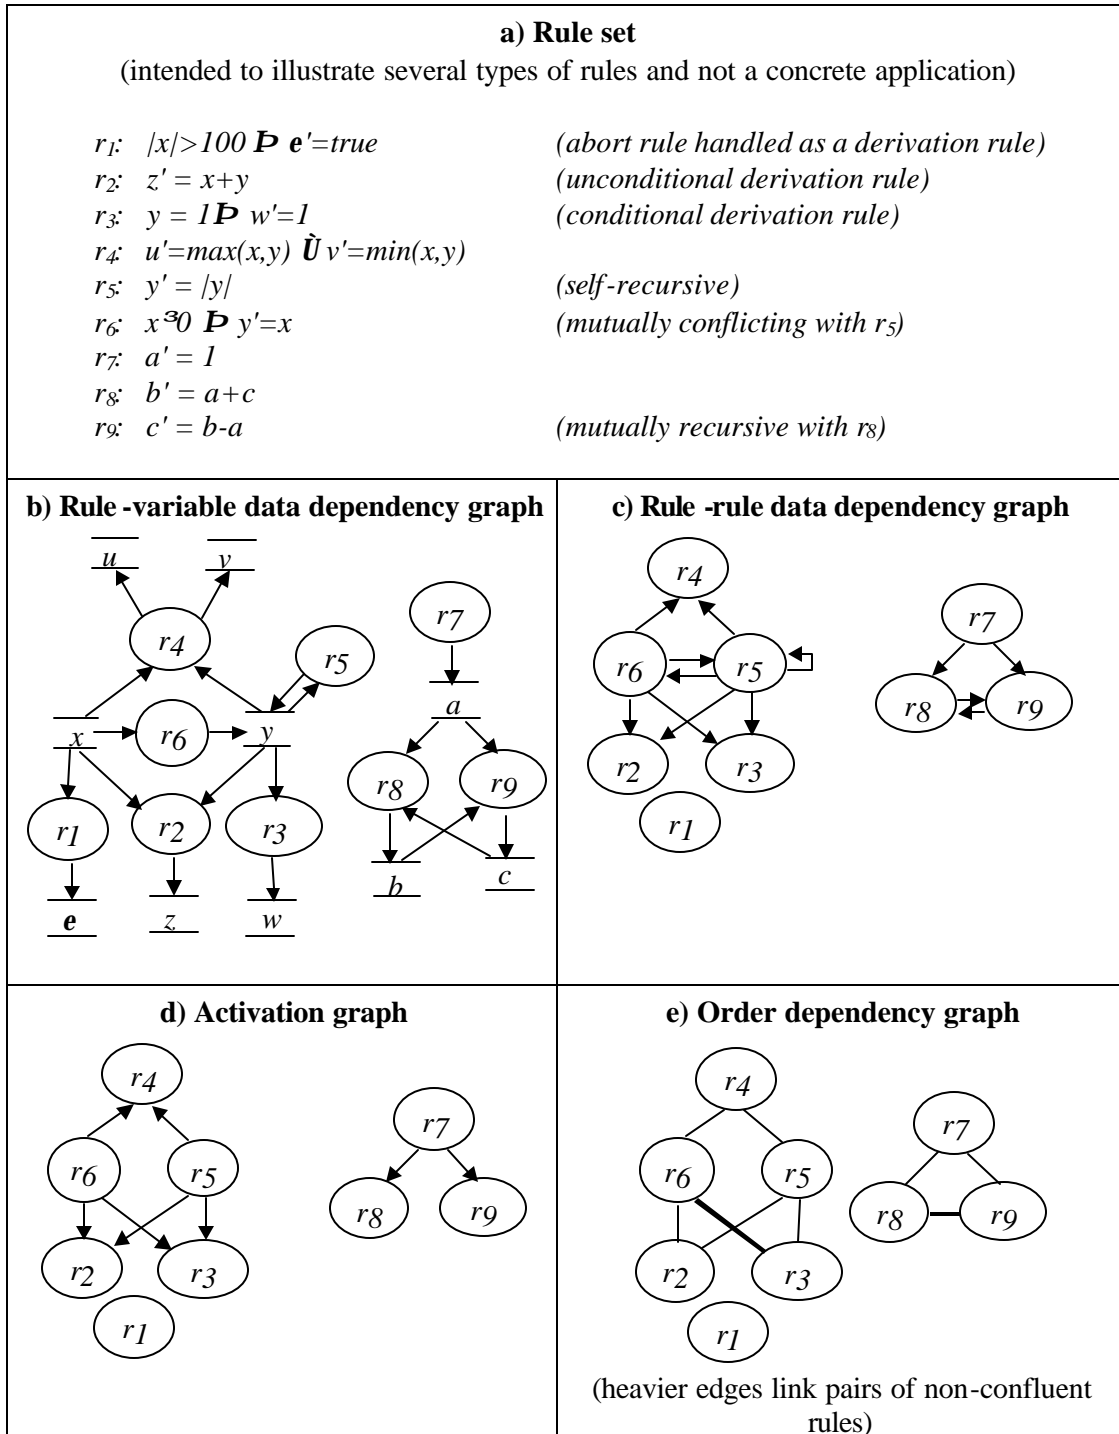 a) Rule set
(intended to illustrate several types of rules and not a concrete application)
r1: |x|>100 Þ e'=true (abort rule handled as a derivation rule)
r2: z' = x+y (unconditional derivation rule)
r3: y = 1Þ w'=1 (conditional derivation rule)
r4: u'=max(x,y) Ù v'=min(x,y)
r5: y' = |y| (self-recursive)
r6: x³0 Þ y'=x (mutually conflicting with r5)
r7: a' = 1
r8: b' = a+c
r9: c' = b-a (mutually recursive with r8)
b) Rule -variable data dependency graph
u v
r7
r4
r5
a
x r6 y
r8 r9
r1 r2 r3
b c
e z w
c) Rule -rule data dependency graph
r4
r7
r6 r5
r8 r9
r2 r3
r1
d) Activation graph
r4
r7
r6 r5
r8 r9
r2 r3
r1
e) Order dependency graph
r4
r7
r6 r5
r8 r9
r2 r3
r1
(heavier edges link pairs of non-confluent
rules)